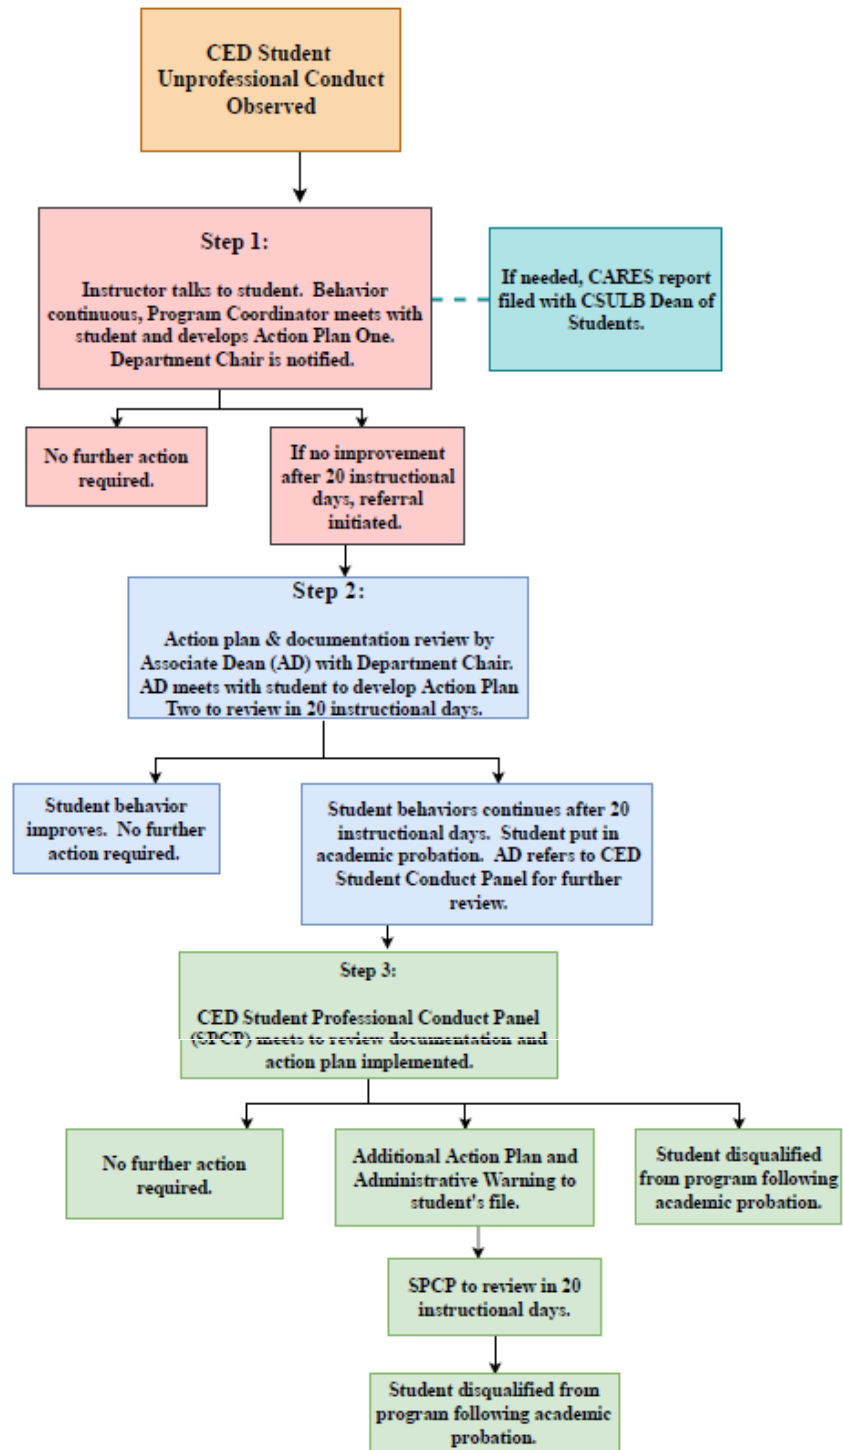 CED Student
Unprofessional Conduct
Observed
Step 1:
Instructor talks to student. Behavior
continuous, Program Coordinator meets with
student and develops Action Plan One.
Department Chair is notified.
If needed, CARES report
filed with CSULB Dean of
Students.
No further action
required.
If no improvement
after 20 instructional
days, referral
initiated.
Step 2:
Action plan & documentation review by
Associate Dean (AD) with Department Chair.
AD meets with student to develop Action Plan
Two to review in 20 instructional days.
Student behavior
improves. No further
action required.
Student behaviors continues after 20
instructional days. Student put in
academic probation. AD refers to CED
Student Conduct Panel for further
review.
Step 3:
CED Student Professional Conduct Panel
(SPCP) meets to review documentation and
action plan implemented.
No further action
required.
Additional Action Plan and
Administrative Warning to
student's file.
Student disqualified
from program following
academic probation.
SPCP to review in 20
instructional days.
Student disqualified from
program following academic
probation.